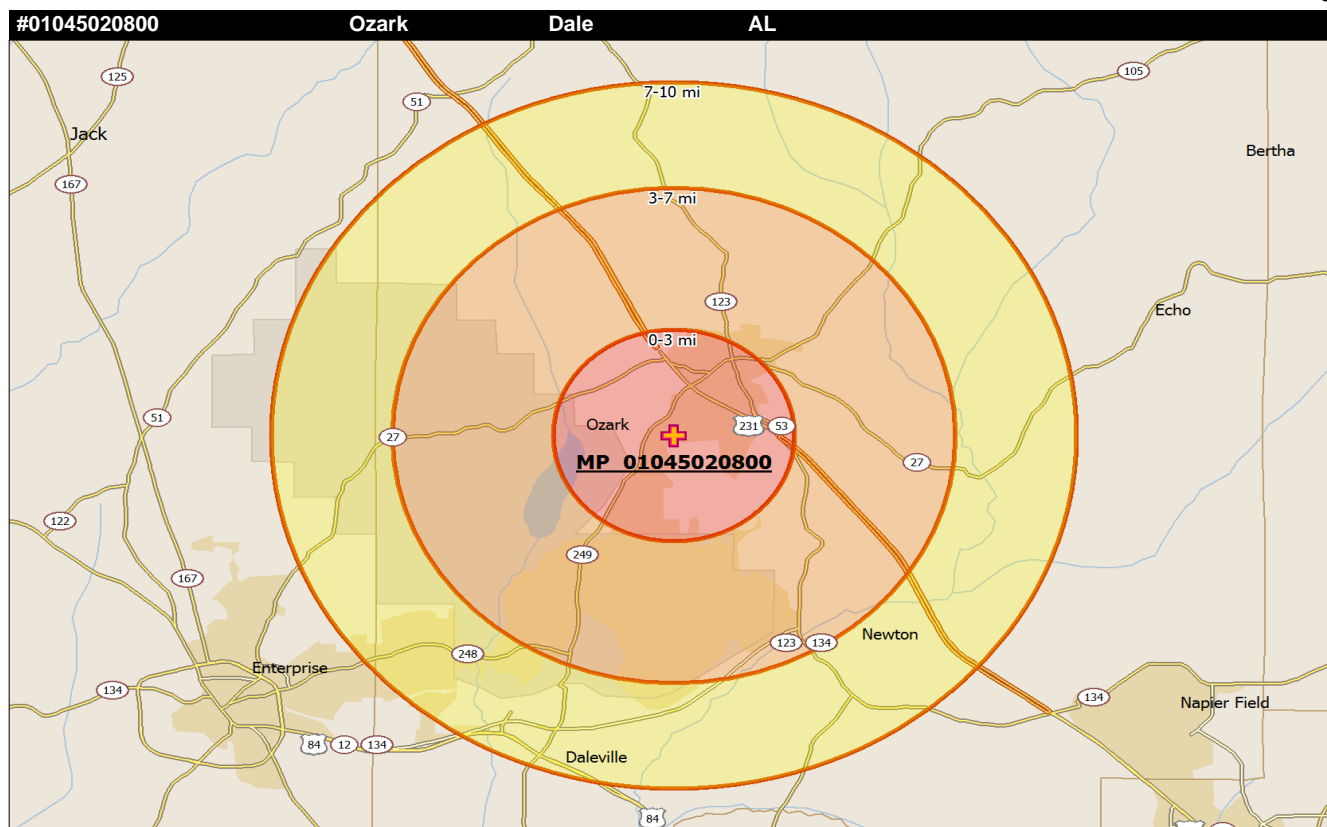 #01045020800 Ozark Dale AL
105
125
7-10 mi
51
Jack
Bertha
167
3-7 mi
123
Echo
0-3 mi
51
Ozark
231 53
27
MP_01045020800
27
122
249
167
Newton
123 134
248
Enterprise
134
134
Napier Field
84 12 134
Daleville
84